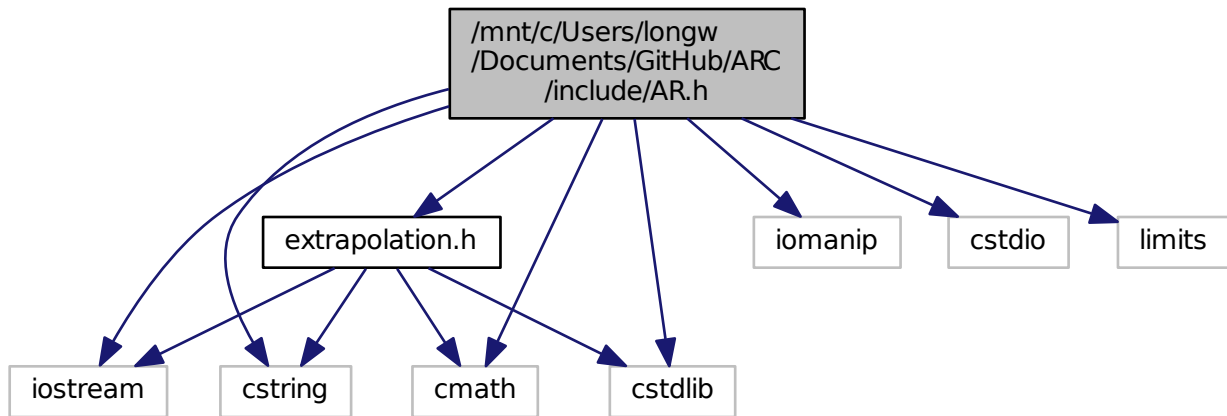 /mnt/c/Users/longw
/Documents/GitHub/ARC
/include/AR.h
extrapolation.h
iomanip
cstdio
limits
iostream
cstring
cmath
cstdlib